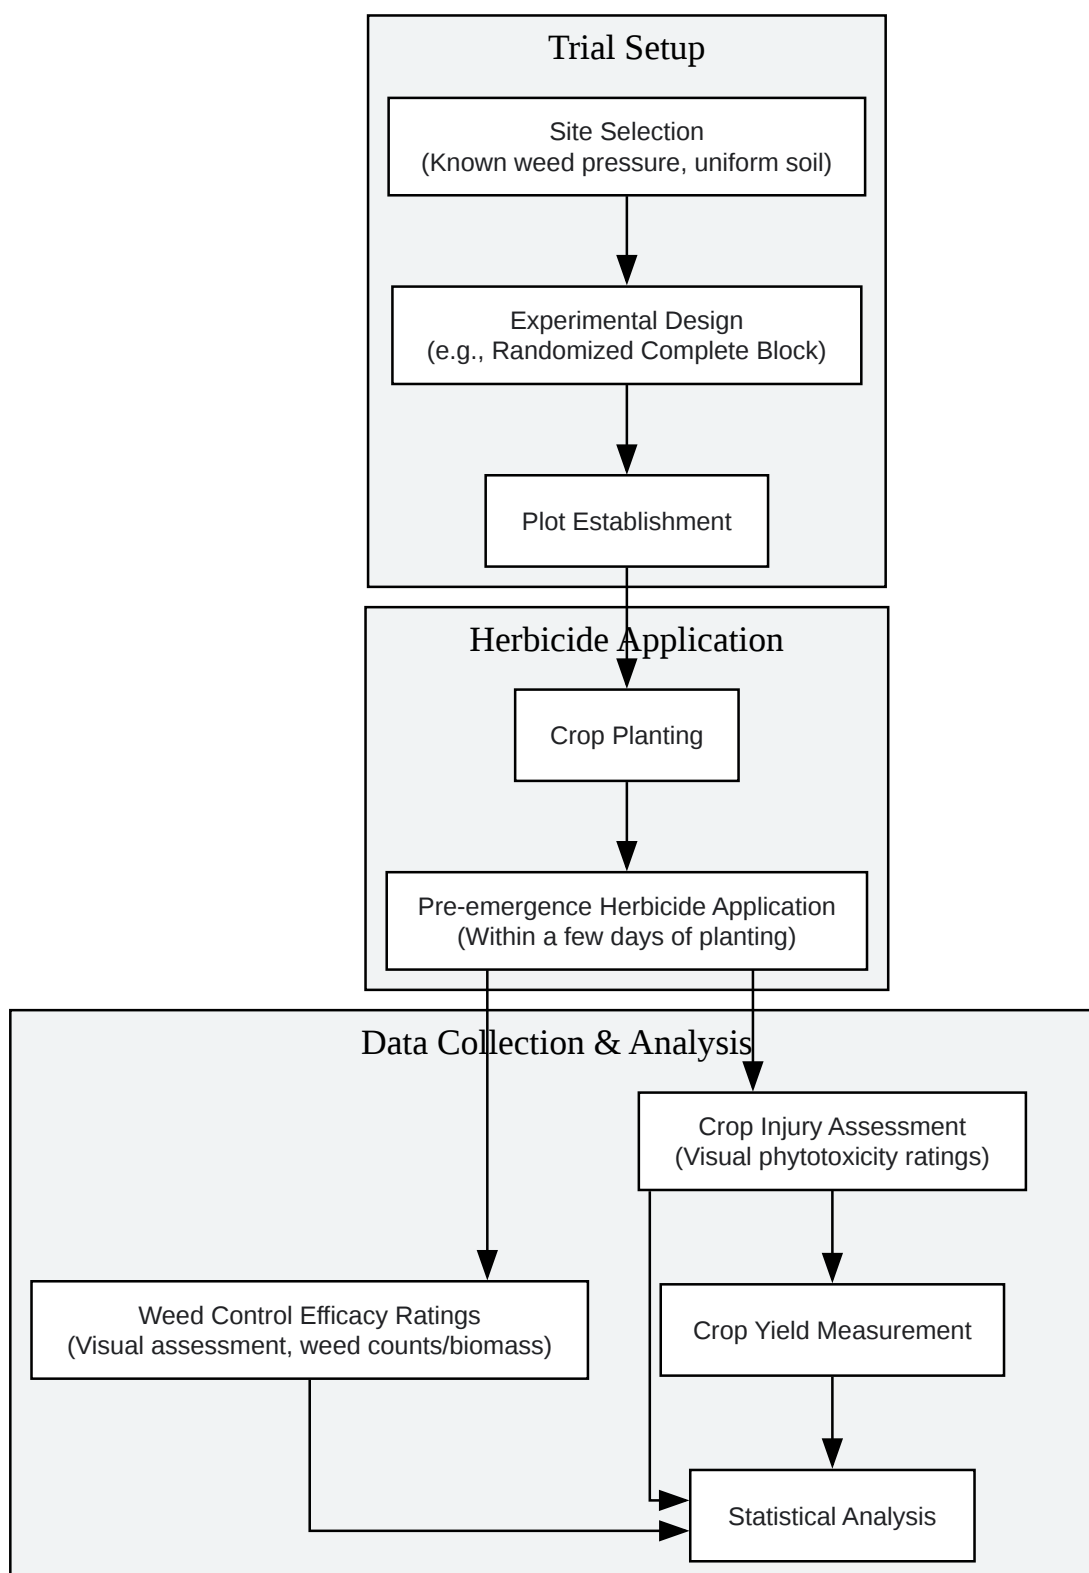 Trial Setup
Site Selection
(Known weed pressure, uniform soil)
Experimental Design
(e.g., Randomized Complete Block)
Plot Establishment
Herbicide Application
Crop Planting
Pre-emergence Herbicide Application
(Within a few days of planting)
Data Collection & Analysis
Crop Injury Assessment
(Visual phytotoxicity ratings)
Weed Control Efficacy Ratings
(Visual assessment, weed counts/biomass)
Crop Yield Measurement
Statistical Analysis